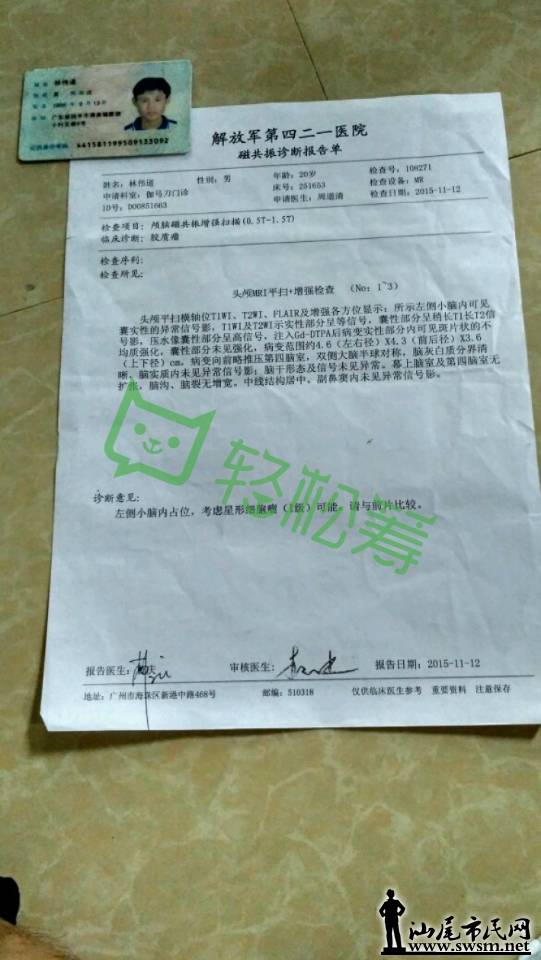 解放军第四二一医院
磁共振诊断报告单
姓名：林伟道 性别：男 年龄：20岁 检查号：108271
申请科室：伽号刀门诊 床号：251653 检查设备：MR
ID号：D00851663 申请医生：周道清 检查日期：2015-11-12
检查项目：颅脑磁共振增强扫描(0.5T-1.5T)
临床诊断：胶质瘤
检查序列：
检查所见：
头颅MRI平扫+增强检查 （No：1~3）
头颅平扫横轴位T1WI、T2WI、FLAIR及增强各方位显示：所示左侧小脑内可见
囊实性的异常信号影，T1WI及T2WI示实性部分呈等信号，囊性部分呈稍长T1长T2信
号影，压水像囊性部分呈高信号，注入Gd-DTPA后病变实性部分内可见斑片状的不
均质强化，囊性部分未见强化，病变范围约4.6（左右径）X4.3（前后径）X3.6
（上下径）cm。病变向前略推压第四脑室，双侧大脑半球对称，脑灰白质分界清
晰，脑实质内未见异常信号影；脑干形态及信号未见异常。幕上脑室及第四脑室无
扩张，脑沟、脑裂无增宽。中线结构居中。副鼻窦内未见异常信号影。
轻松筹
诊断意见：
左侧小脑内占位，考虑星形细胞瘤（I级）可能，请与前片比较。
报告医生： 审核医生： 报告日期：2015-11-12
地址：广州市海珠区新港中路468号 邮编：510318 仅供临床医生参考 重要资料 注意保存
汕尾市民网
www.swsm.net